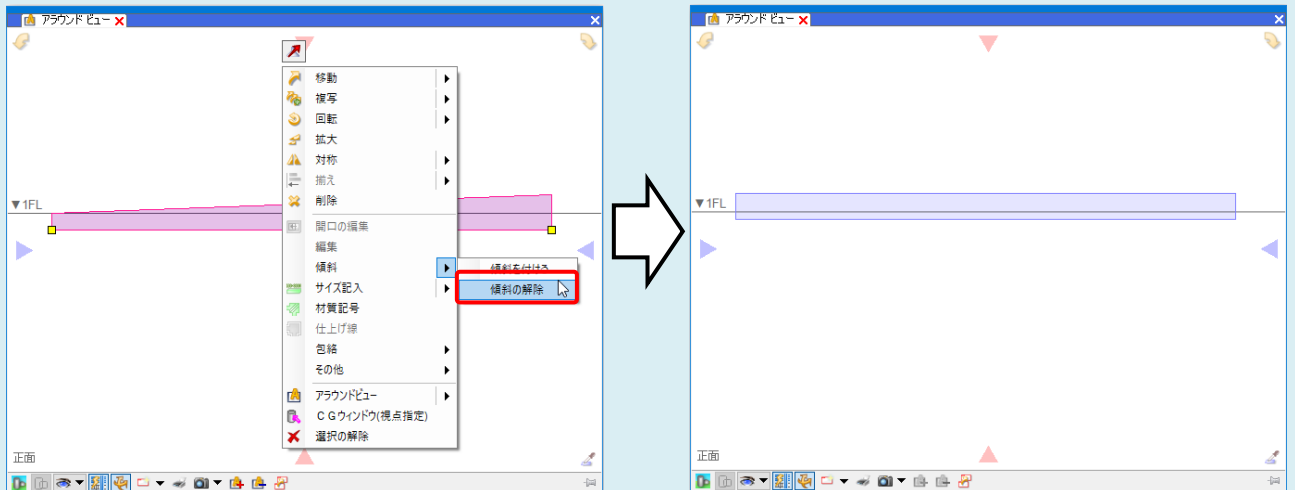 アラウンド ビュー
移動
複写
回転
拡大
対称
揃え
削除
開口の編集
編集
傾斜
傾斜を付ける
傾斜の解除
サイズ記入
材質記号
仕上げ線
包絡
その他
アラウンドビュー
ＣＧウィンドウ(視点指定)
選択の解除
▼1FL
正面
アラウンド ビュー
▼1FL
正面